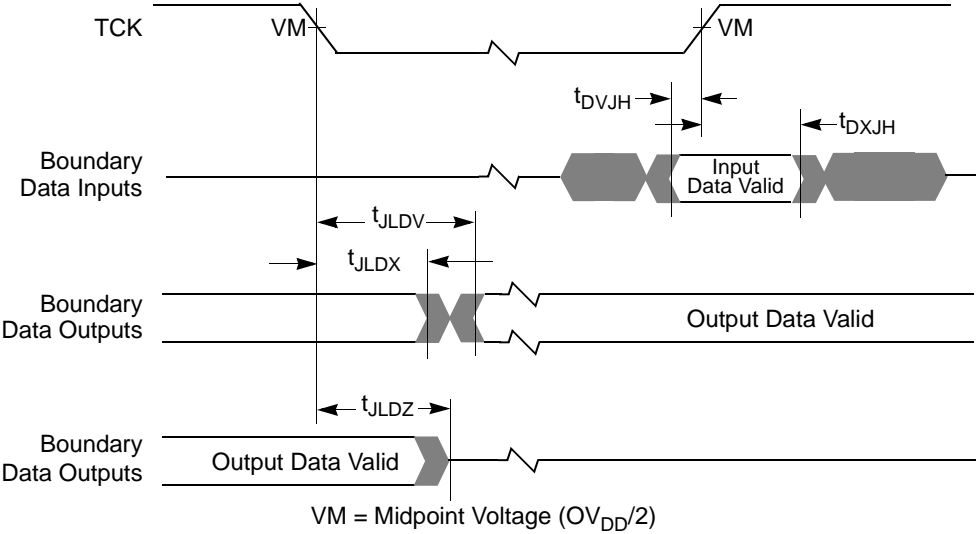 TCK
VM
VM
tDVJH
tDXJH
Boundary
Data Inputs
Input
Data Valid
tJLDV
tJLDX
Boundary
Data Outputs
Output Data Valid
tJLDZ
Boundary
Data Outputs
Output Data Valid
VM = Midpoint Voltage (OVDD/2)